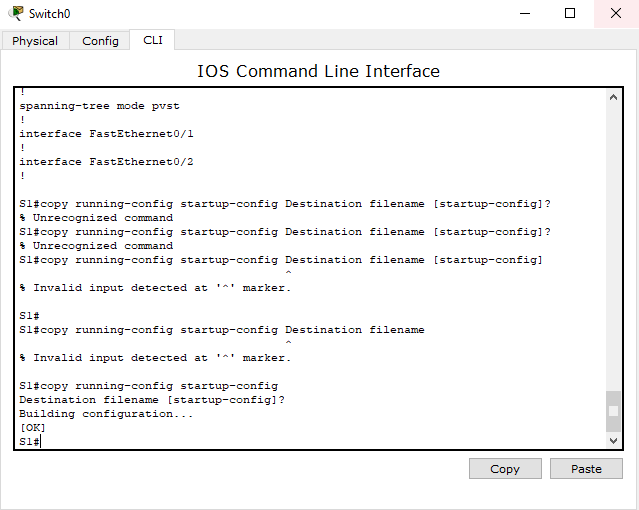 Switch0
Physical Config CLI
IOS Command Line Interface
!
spanning-tree mode pvst
!
interface FastEthernet0/1
!
interface FastEthernet0/2
!
S1#copy running-config startup-config Destination filename [startup-config]?
% Unrecognized command
S1#copy running-config startup-config Destination filename [startup-config]?
% Unrecognized command
S1#copy running-config startup-config Destination filename [startup-config]
^
% Invalid input detected at '^' marker.
S1#
S1#copy running-config startup-config Destination filename
^
% Invalid input detected at '^' marker.
S1#copy running-config startup-config
Destination filename [startup-config]?
Building configuration...
[OK]
S1#
Copy Paste